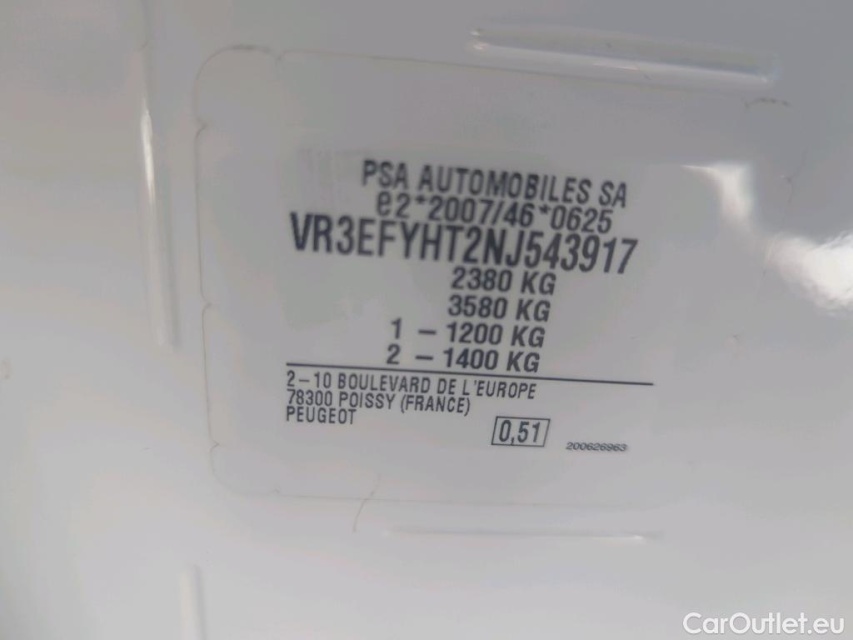 PSA AUTOMOBILES SA
e2*2007/46*0625
VR3EFYHT2NJ543917
2380 KG
3580 KG
1 – 1200 KG
2 – 1400 KG
2–10 BOULEVARD DE L'EUROPE
78300 POISSY (FRANCE)
PEUGEOT
0,51
200626963
CarOutlet.eu